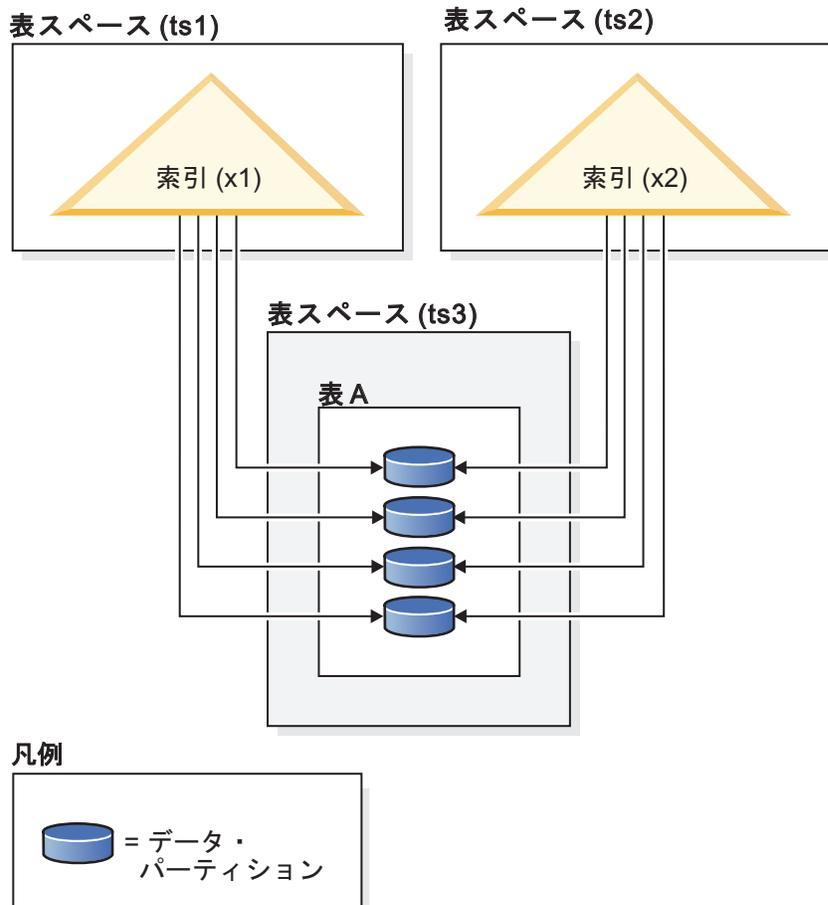 表スペース (ts1)
表スペース (ts2)
索引 (x1)
索引 (x2)
表スペース (ts3)
表 A
凡例
= データ・
パーティション